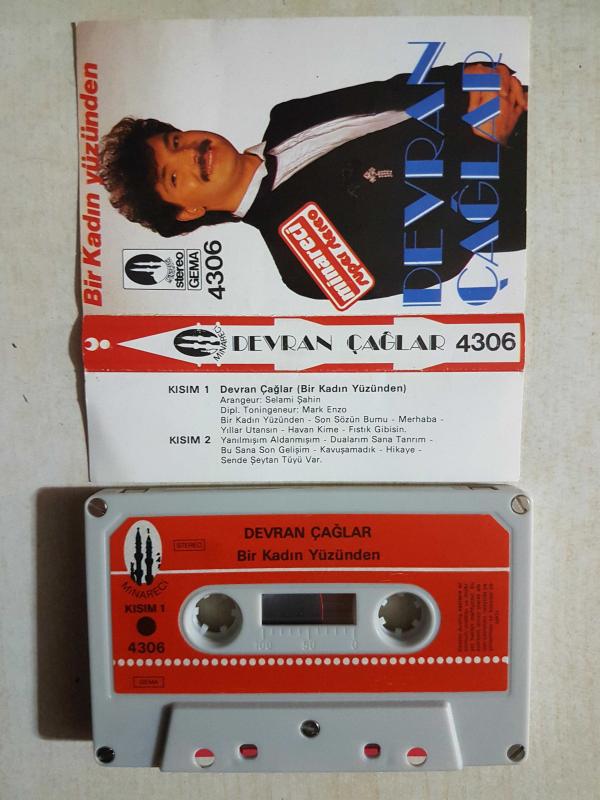 Bir Kadın yüzünden
DEVRAN
ÇAĞLAR
minareci
süper stereo
stereo
GEMA
4306
MİNARECİ
DEVRAN ÇAĞLAR 4306
KISIM 1 Devran Çağlar (Bir Kadın Yüzünden)
Arangeur: Selami Şahin
Dipl. Toningeneur: Mark Enzo
Bir Kadın Yüzünden - Son Sözün Bumu - Merhaba -
Yıllar Utansın - Havan Kime - Fıstık Gibisin.
KISIM 2 Yanılmışım Aldanmışım - Dualarım Sana Tanrım -
Bu Sana Son Gelişim - Kavuşamadık - Hikaye -
Sende Şeytan Tüyü Var.
DEVRAN ÇAĞLAR
STEREO
Bir Kadın Yüzünden
MİNARECİ
KISIM 1
4306
100 50 0
GEMA